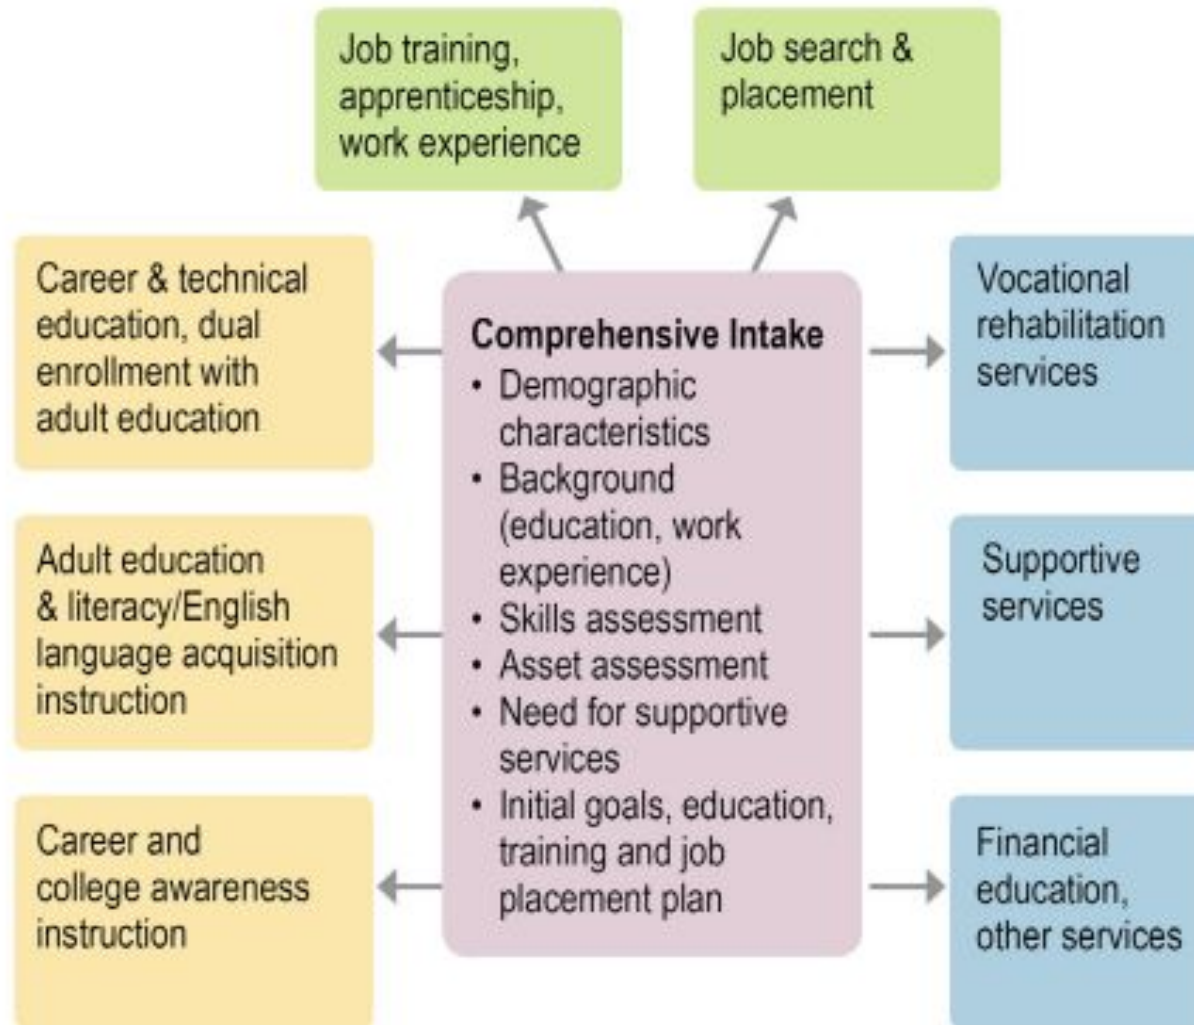 Job training,
apprenticeship,
work experience
Job search &
placement
Career & technical
education, dual
enrollment with
adult education
Adult education
& literacy/English
language acquisition
instruction
Career and
college awareness
instruction
Comprehensive Intake
• Demographic
characteristics
• Background
(education, work
experience)
• Skills assessment
• Asset assessment
• Need for supportive
services
• Initial goals, education,
training and job
placement plan
Vocational
rehabilitation
services
Supportive
services
Financial
education,
other services